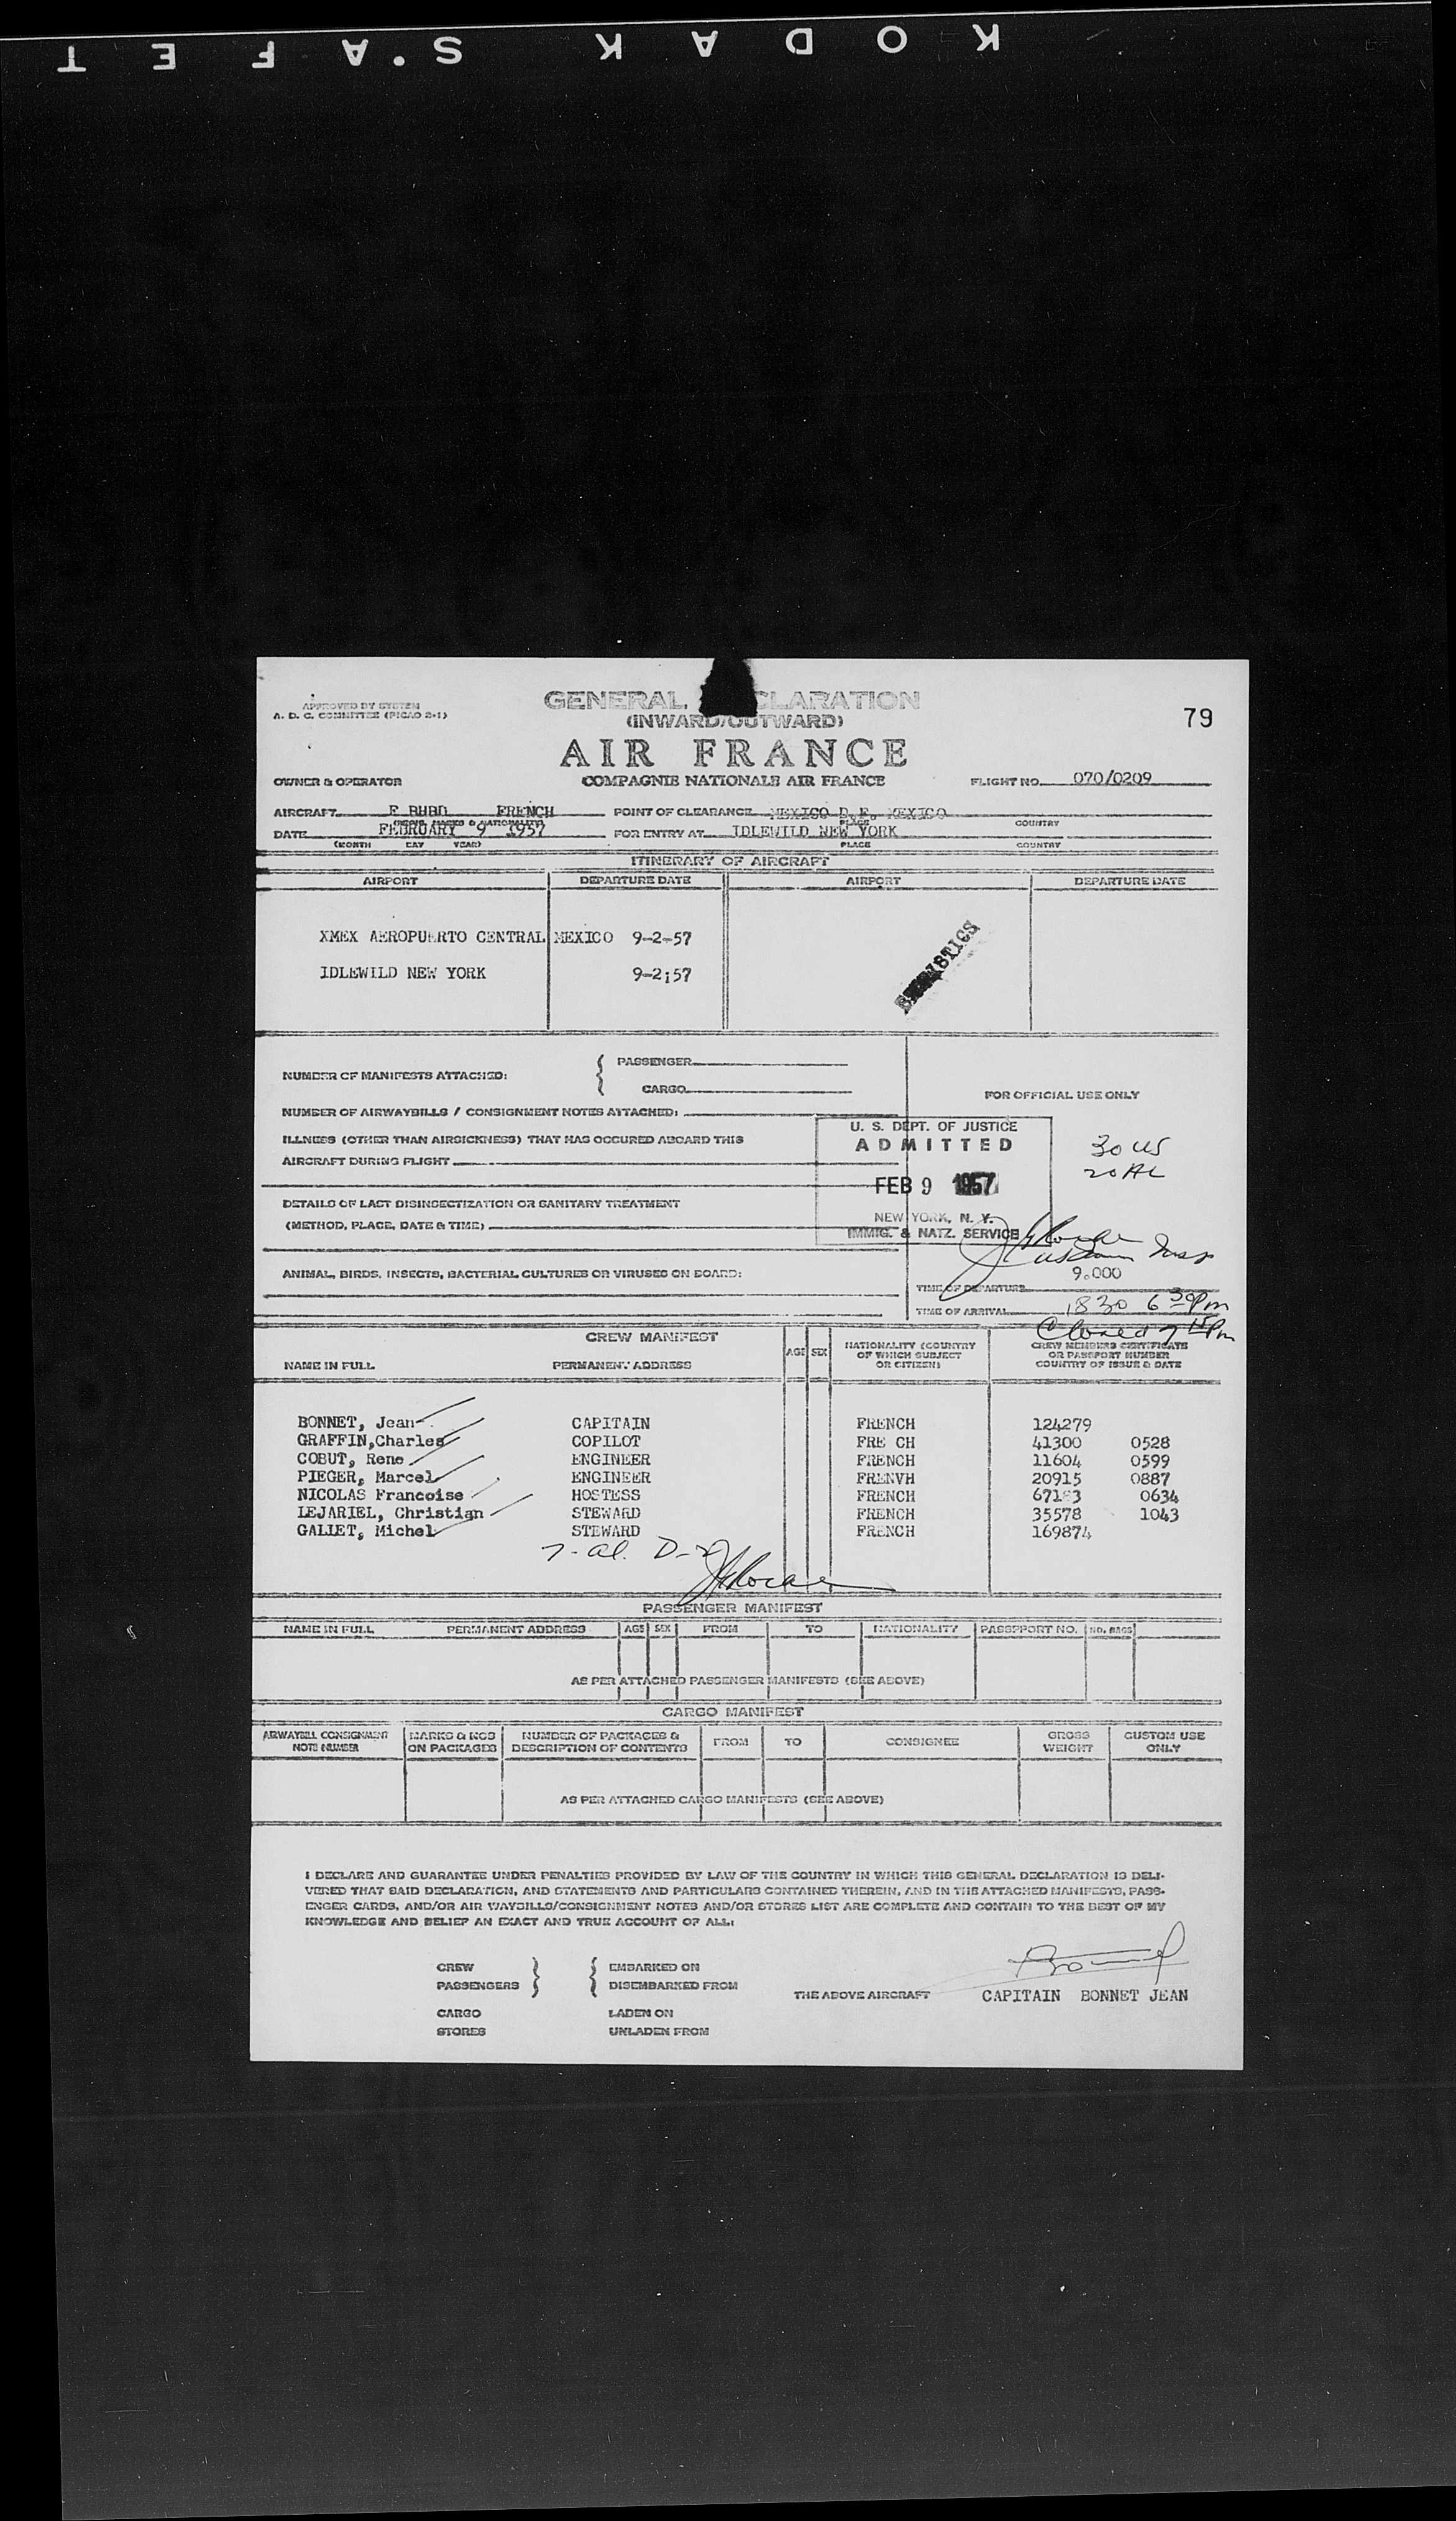 KODAK S'AFET
APPROVED BY SYSTEM
A. D. C. COMMITTEE (PICAO 2-1)
GENERAL CLARATION
(INWARD/OUTWARD)
79
AIR FRANCE
OWNER & OPERATOR
COMPAGNIE NATIONALE AIR FRANCE
FLIGHT NO. 070/0209
AIRCRAFT F BHBD FRENCH POINT OF CLEARANCE MEXICO D.F. MEXICO
PLACE COUNTRY
DATE FEBRUARY 9 1957 FOR ENTRY AT IDLEWILD NEW YORK
(MONTH DAY YEAR) PLACE COUNTRY
ITINERARY OF AIRCRAFT
AIRPORT DEPARTURE DATE AIRPORT DEPARTURE DATE
XMEX AEROPUERTO CENTRAL MEXICO 9-2-57
IDLEWILD NEW YORK 9-2;57
NUMBER OF MANIFESTS ATTACHED: { PASSENGER
CARGO
FOR OFFICIAL USE ONLY
NUMBER OF AIRWAYBILLS / CONSIGNMENT NOTES ATTACHED:
ILLNESS (OTHER THAN AIRSICKNESS) THAT HAS OCCURED ABOARD THIS
AIRCRAFT DURING FLIGHT
U. S. DEPT. OF JUSTICE
ADMITTED
FEB 9 1957
NEW YORK, N. Y.
IMMIG. & NATZ. SERVICE
30 US
20 AL
DETAILS OF LAST DISINSECTIZATION OR SANITARY TREATMENT
(METHOD, PLACE, DATE & TIME)
ANIMAL, BIRDS, INSECTS, BACTERIAL CULTURES OR VIRUSES ON BOARD:
TIME OF DEPARTURE 9.000
TIME OF ARRIVAL 1830 6 30 Pm
Closed 7 15 Pm
CREW MANIFEST
NAME IN FULL PERMANENT ADDRESS AGE SEX NATIONALITY (COUNTRY OF WHICH SUBJECT OR CITIZEN) CREW MEMBERS CERTIFICATE OR PASSPORT NUMBER COUNTRY OF ISSUE & DATE
BONNET, Jean CAPITAIN FRENCH 124279
GRAFFIN,Charles COPILOT FRE CH 41300 0528
COBUT, Rene ENGINEER FRENCH 11604 0599
PIEGER, Marcel ENGINEER FRENVH 20915 0887
NICOLAS Francoise HOSTESS FRENCH 0634
LEJARIEL, Christian STEWARD FRENCH 35578 1043
GALLET, Michel STEWARD FRENCH 169874
7- al. D-2
PASSENGER MANIFEST
NAME IN FULL PERMANENT ADDRESS AGE SEX FROM TO NATIONALITY PASSPPORT NO. NO. BAGS
AS PER ATTACHED PASSENGER MANIFESTS (SEE ABOVE)
CARGO MANIFEST
AIRWAYBILL CONSIGNMENT NOTE NUMBER MARKS & NOS ON PACKAGES NUMBER OF PACKAGES & DESCRIPTION OF CONTENTS FROM TO CONSIGNEE GROSS WEIGHT CUSTOM USE ONLY
AS PER ATTACHED CARGO MANIFESTS (SEE ABOVE)
I DECLARE AND GUARANTEE UNDER PENALTIES PROVIDED BY LAW OF THE COUNTRY IN WHICH THIS GENERAL DECLARATION IS DELI-
VERED THAT SAID DECLARATION, AND STATEMENTS AND PARTICULARS CONTAINED THEREIN, AND IN THE ATTACHED MANIFESTS, PASS-
ENGER CARDS, AND/OR AIR WAYBILLS/CONSIGNMENT NOTES AND/OR STORES LIST ARE COMPLETE AND CONTAIN TO THE BEST OF MY
KNOWLEDGE AND BELIEF AN EXACT AND TRUE ACCOUNT OF ALL:
CREW EMBARKED ON
PASSENGERS DISEMBARKED FROM
THE ABOVE AIRCRAFT CAPITAIN BONNET JEAN
CARGO LADEN ON
STORES UNLADEN FROM